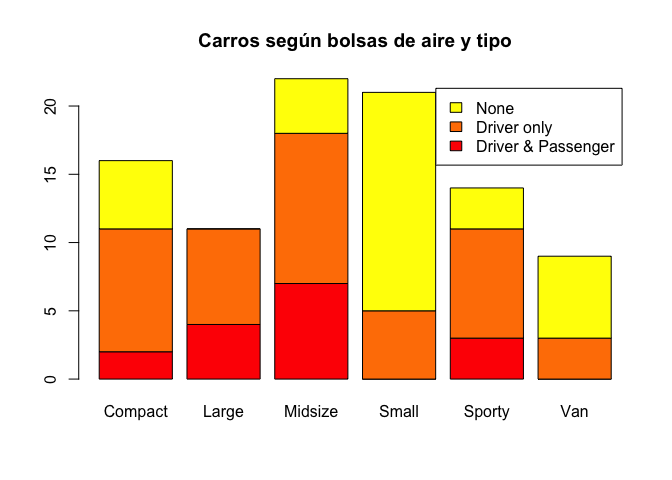 Carros según bolsas de aire y tipo
20
15
10
5
0
None
Driver only
Driver & Passenger
Compact Large Midsize Small Sporty Van